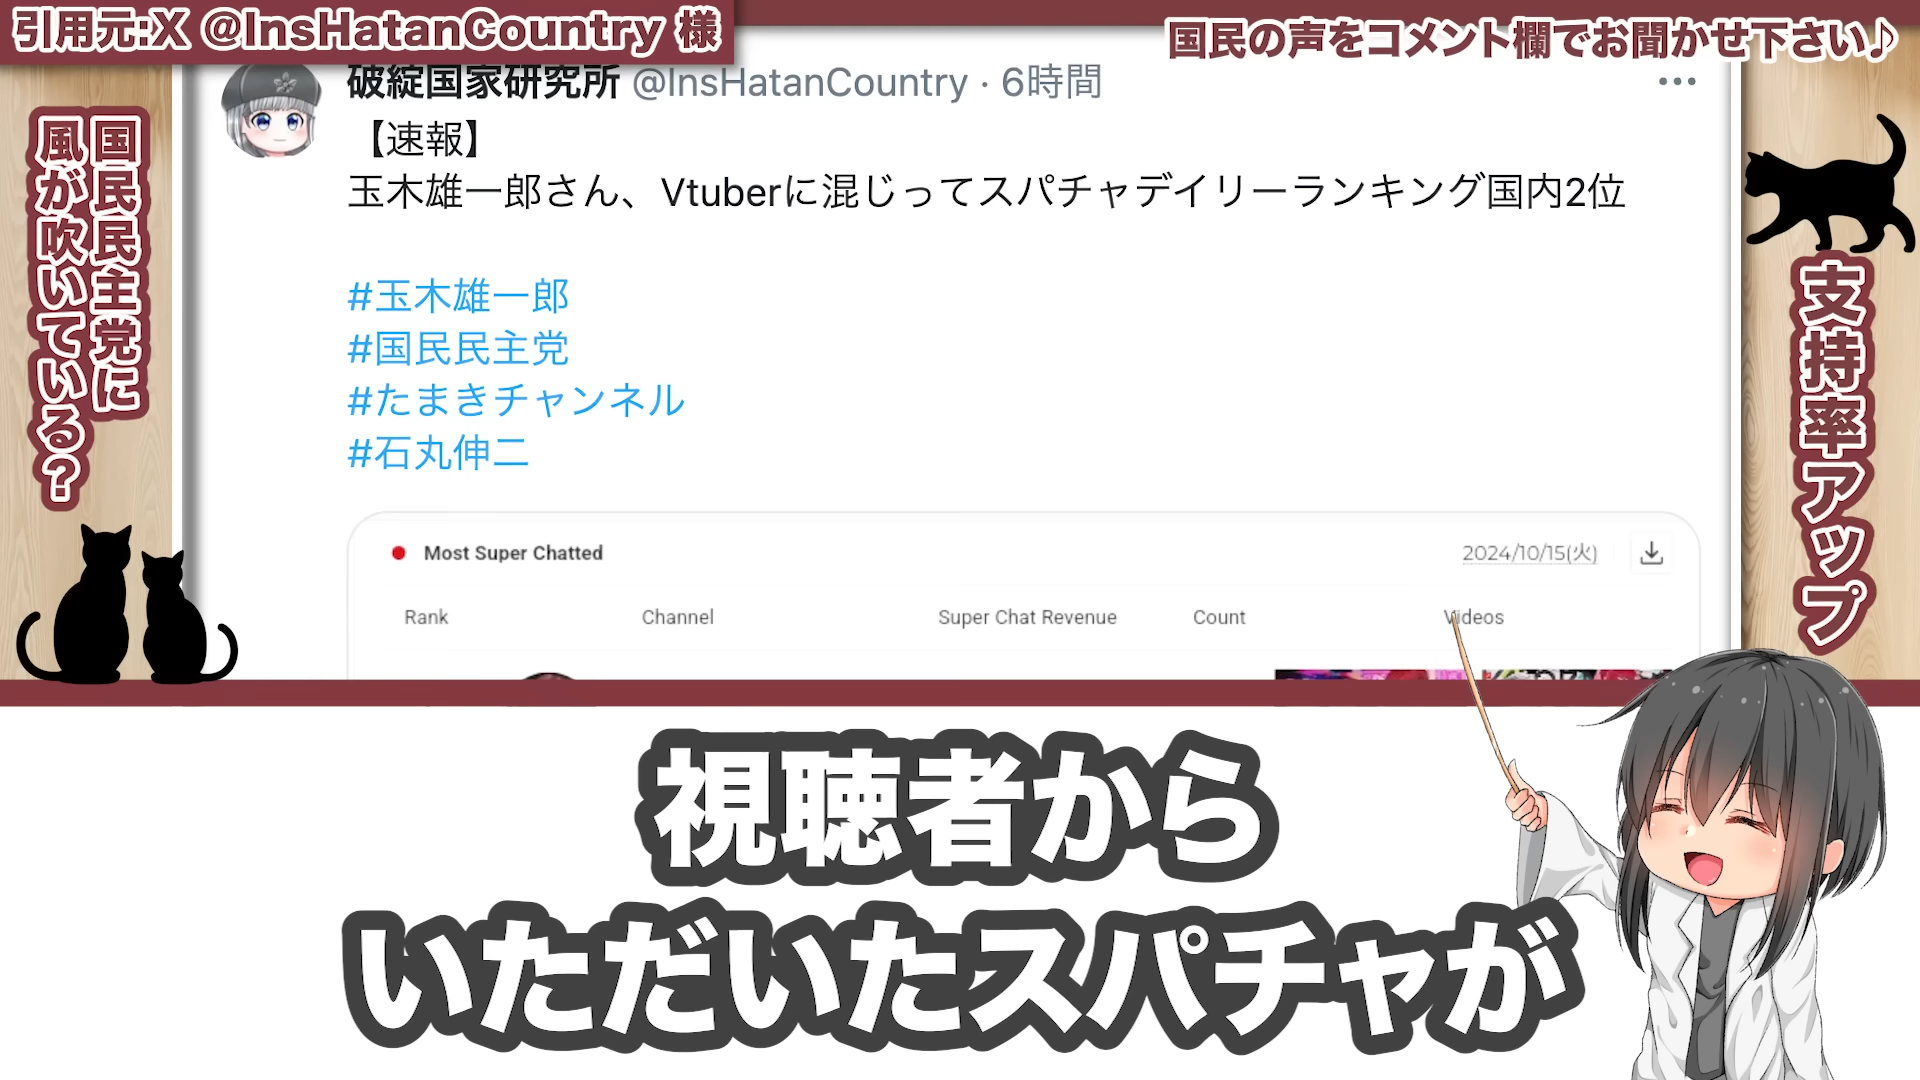 引用元:X @InsHatanCountry 様
国民の声をコメント欄でお聞かせ下さい♪
国民民主党に
風が吹いている?
支持率アップ
破綻国家研究所 @InsHatanCountry · 6時間
【速報】
玉木雄一郎さん、Vtuberに混じってスパチャデイリーランキング国内2位
#玉木雄一郎
#国民民主党
#たまきチャンネル
#石丸伸二
Most Super Chatted
2024/10/15(火)
Rank Channel Super Chat Revenue Count Videos
視聴者から
いただいたスパチャが